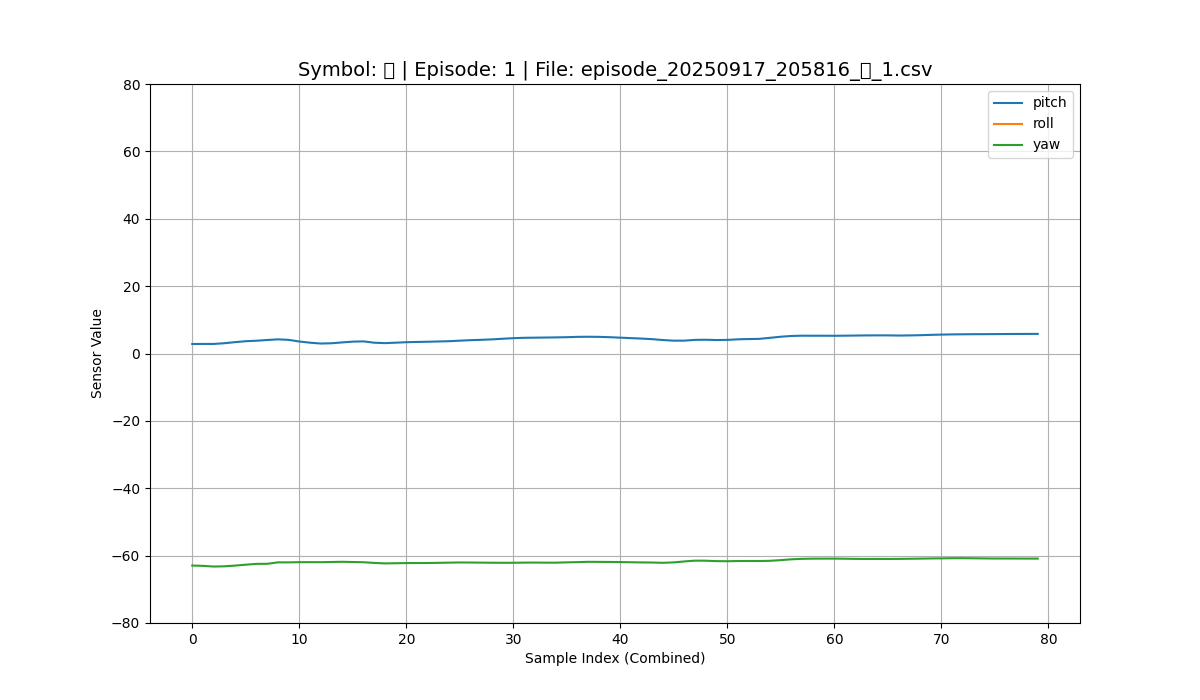 Symbol: ▯ | Episode: 1 | File: episode_20250917_205816_▯_1.csv
80
60
40
20
0
−20
−40
−60
−80
Sensor Value
0 10 20 30 40 50 60 70 80
Sample Index (Combined)
pitch
roll
yaw